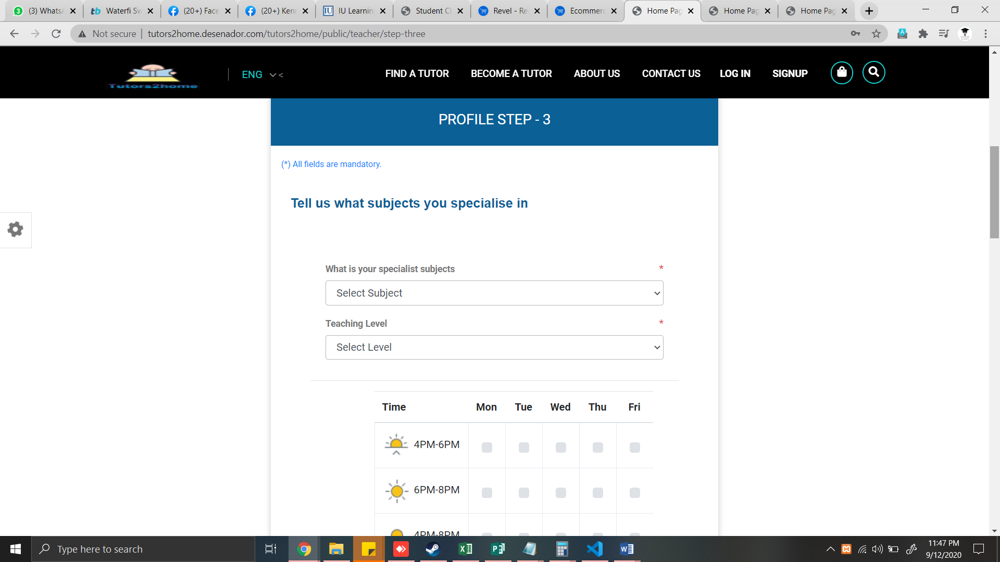 (3) WhatsA
Waterfi Sw
(20+) Face
(20+) Kenn
IU Learnin
Student Cl
Revel - Re
Ecommerc
Home Pag
Home Pag
Home Pag
Not secure
tutors2home.desenador.com/tutors2home/public/teacher/step-three
Tutors2home
ENG
<
FIND A TUTOR
BECOME A TUTOR
ABOUT US
CONTACT US
LOG IN
SIGNUP
PROFILE STEP - 3
(*) All fields are mandatory.
Tell us what subjects you specialise in
What is your specialist subjects *
Select Subject
Teaching Level *
Select Level
Time Mon Tue Wed Thu Fri
4PM-6PM
6PM-8PM
4PM-8PM
Type here to search
11:47 PM
9/12/2020